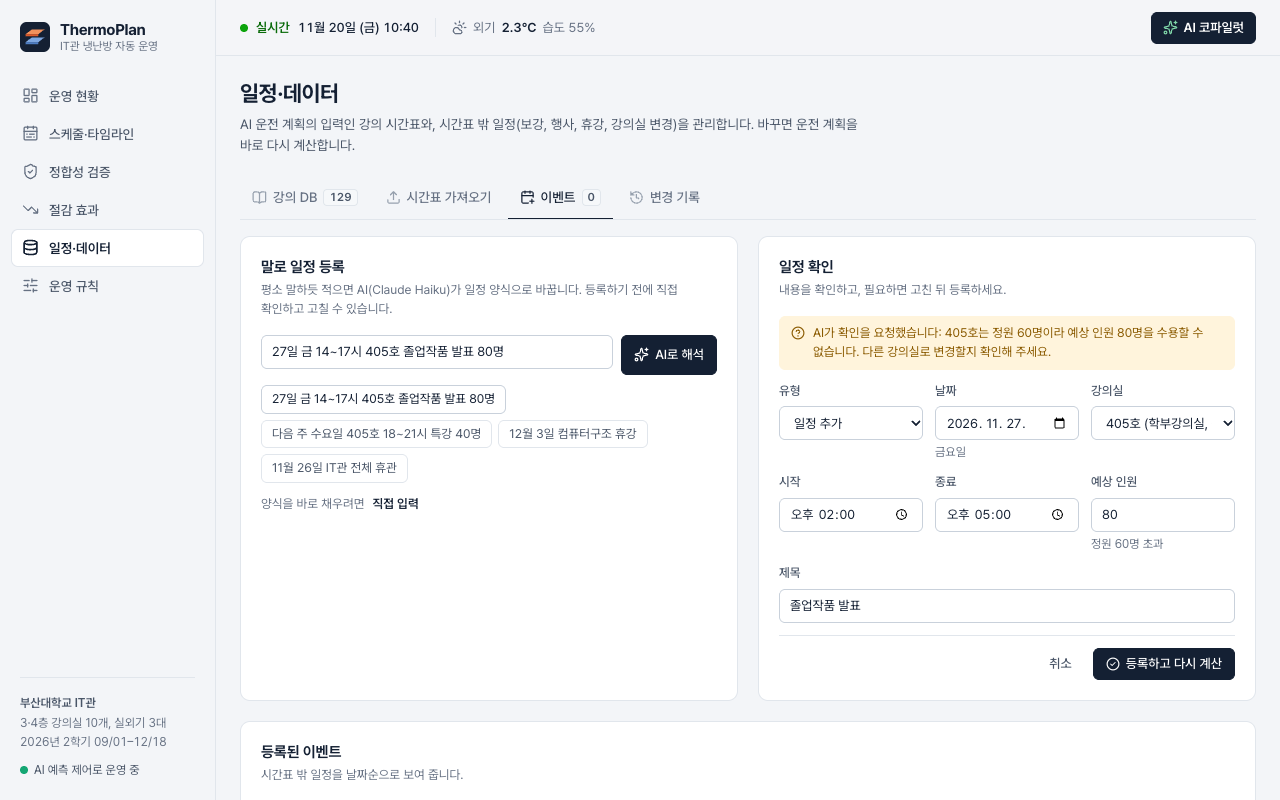 ThermoPlan
IT관 냉난방 자동 운영
운영 현황
스케줄·타임라인
정합성 검증
절감 효과
일정·데이터
운영 규칙
부산대학교 IT관
3·4층 강의실 10개, 실외기 3대
2026년 2학기 09/01–12/18
AI 예측 제어로 운영 중
실시간 11월 20일 (금) 10:40 외기 2.3°C 습도 55%
AI 코파일럿
일정·데이터
AI 운전 계획의 입력인 강의 시간표와, 시간표 밖 일정(보강, 행사, 휴강, 강의실 변경)을 관리합니다. 바꾸면 운전 계획을
바로 다시 계산합니다.
강의 DB 129 시간표 가져오기 이벤트 0 변경 기록
말로 일정 등록
평소 말하듯 적으면 AI(Claude Haiku)가 일정 양식으로 바꿉니다. 등록하기 전에 직접
확인하고 고칠 수 있습니다.
27일 금 14~17시 405호 졸업작품 발표 80명
AI로 해석
27일 금 14~17시 405호 졸업작품 발표 80명
다음 주 수요일 405호 18~21시 특강 40명 12월 3일 컴퓨터구조 휴강
11월 26일 IT관 전체 휴관
양식을 바로 채우려면 직접 입력
일정 확인
내용을 확인하고, 필요하면 고친 뒤 등록하세요.
AI가 확인을 요청했습니다: 405호는 정원 60명이라 예상 인원 80명을 수용할 수
없습니다. 다른 강의실로 변경할지 확인해 주세요.
유형 날짜 강의실
일정 추가 2026. 11. 27. 405호 (학부강의실,
금요일
시작 종료 예상 인원
오후 02:00 오후 05:00 80
정원 60명 초과
제목
졸업작품 발표
취소 등록하고 다시 계산
등록된 이벤트
시간표 밖 일정을 날짜순으로 보여 줍니다.